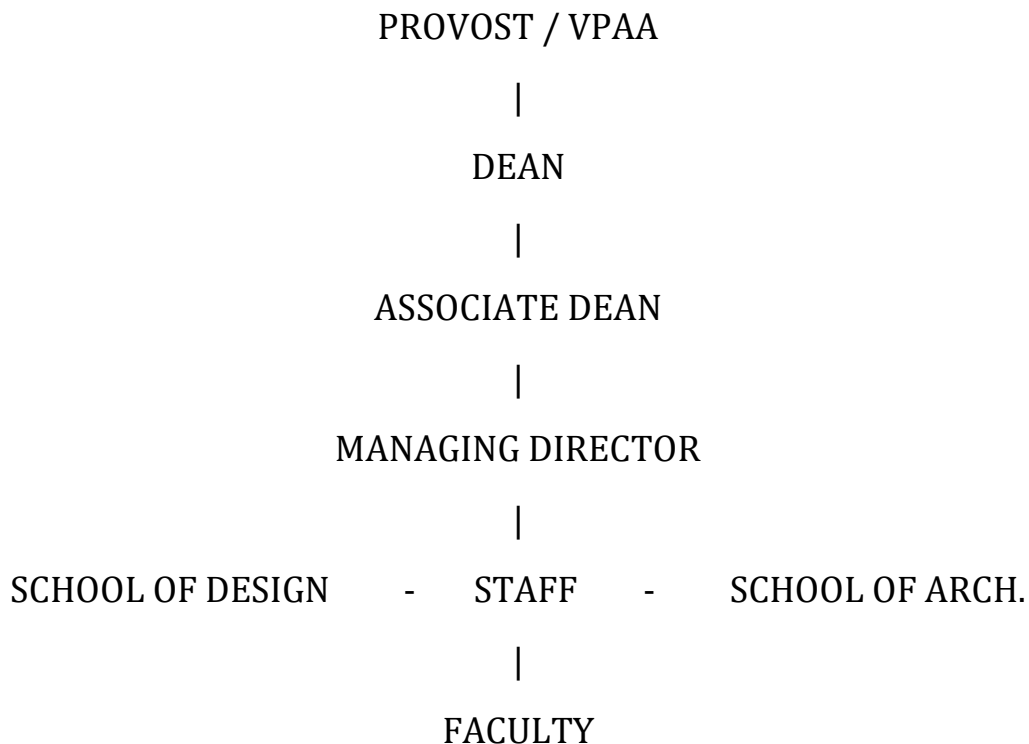 PROVOST / VPAA
|
DEAN
|
ASSOCIATE DEAN
|
MANAGING DIRECTOR
|
SCHOOL OF DESIGN - STAFF - SCHOOL OF ARCH.
|
FACULTY